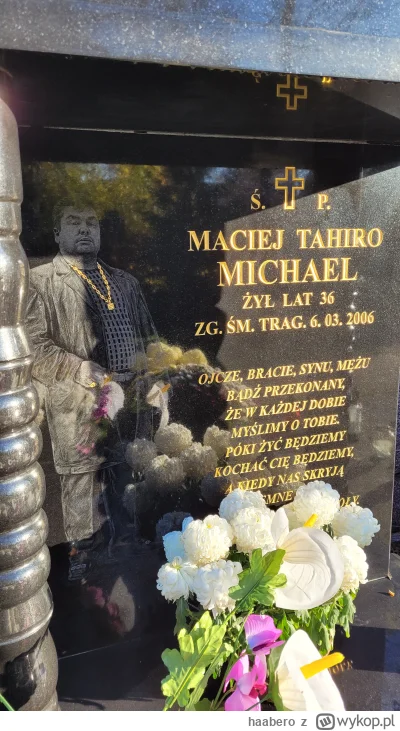 Ś. P.
MACIEJ TAHIRO
MICHAEL
ŻYŁ LAT 36
ZG. ŚM. TRAG. 6. 03. 2006
OJCZE, BRACIE, SYNU, MĘŻU
BĄDŹ PRZEKONANY,
ŻE W KAŻDEJ DOBIE
MYŚLIMY O TOBIE.
PÓKI ŻYĆ BĘDZIEMY
KOCHAĆ CIĘ BĘDZIEMY,
A KIEDY NAS SKRYJĄ
haabero z wykop.pl